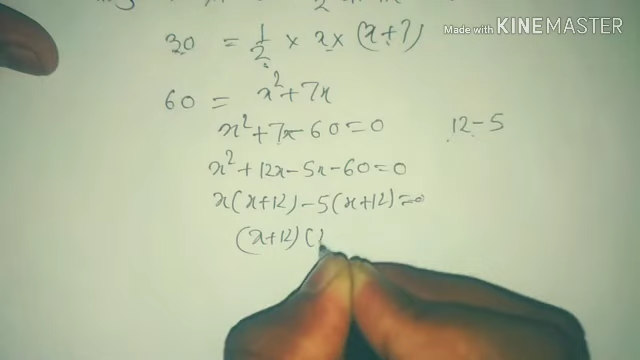 Made with KINEMASTER
30 = 1/2 × x × (x+7)
60 = x²+7x
x²+7x-60=0 12-5
x²+12x-5x-60=0
x(x+12)-5(x+12)=0
(x+12)(